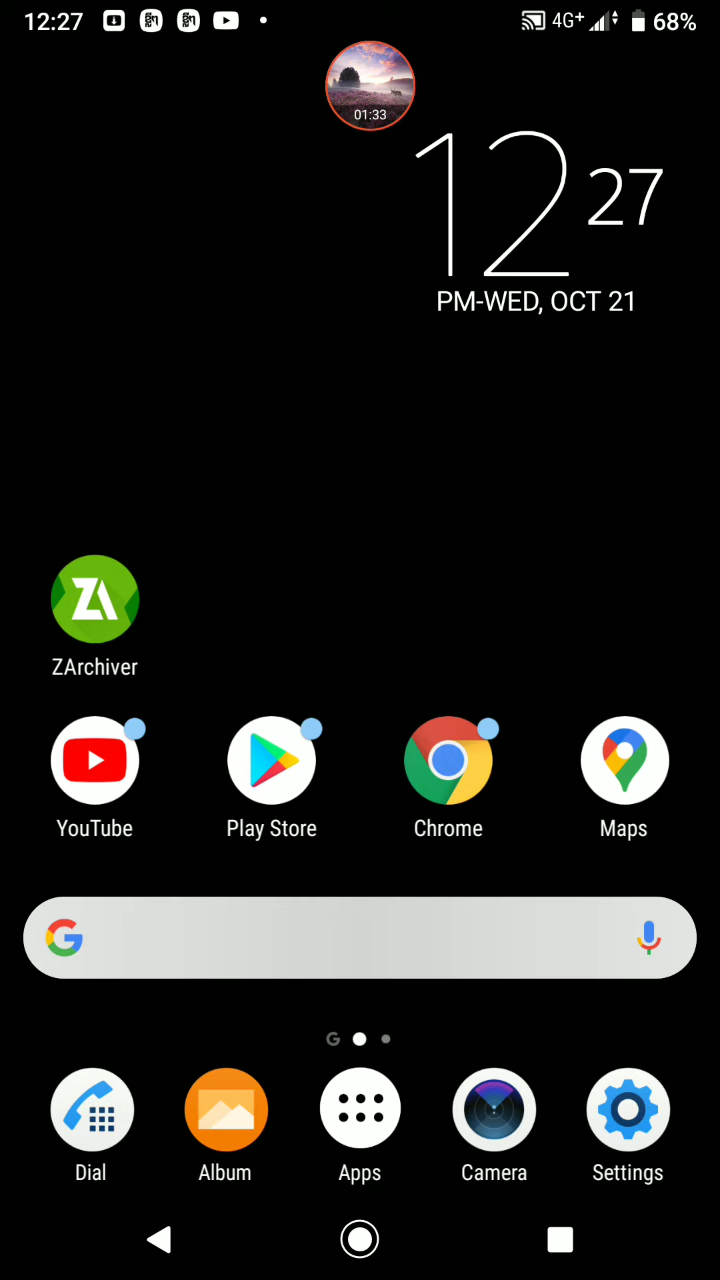 12:27
4G+
68%
01:33
12 27
PM-WED, OCT 21
ZArchiver
YouTube
Play Store
Chrome
Maps
Dial
Album
Apps
Camera
Settings